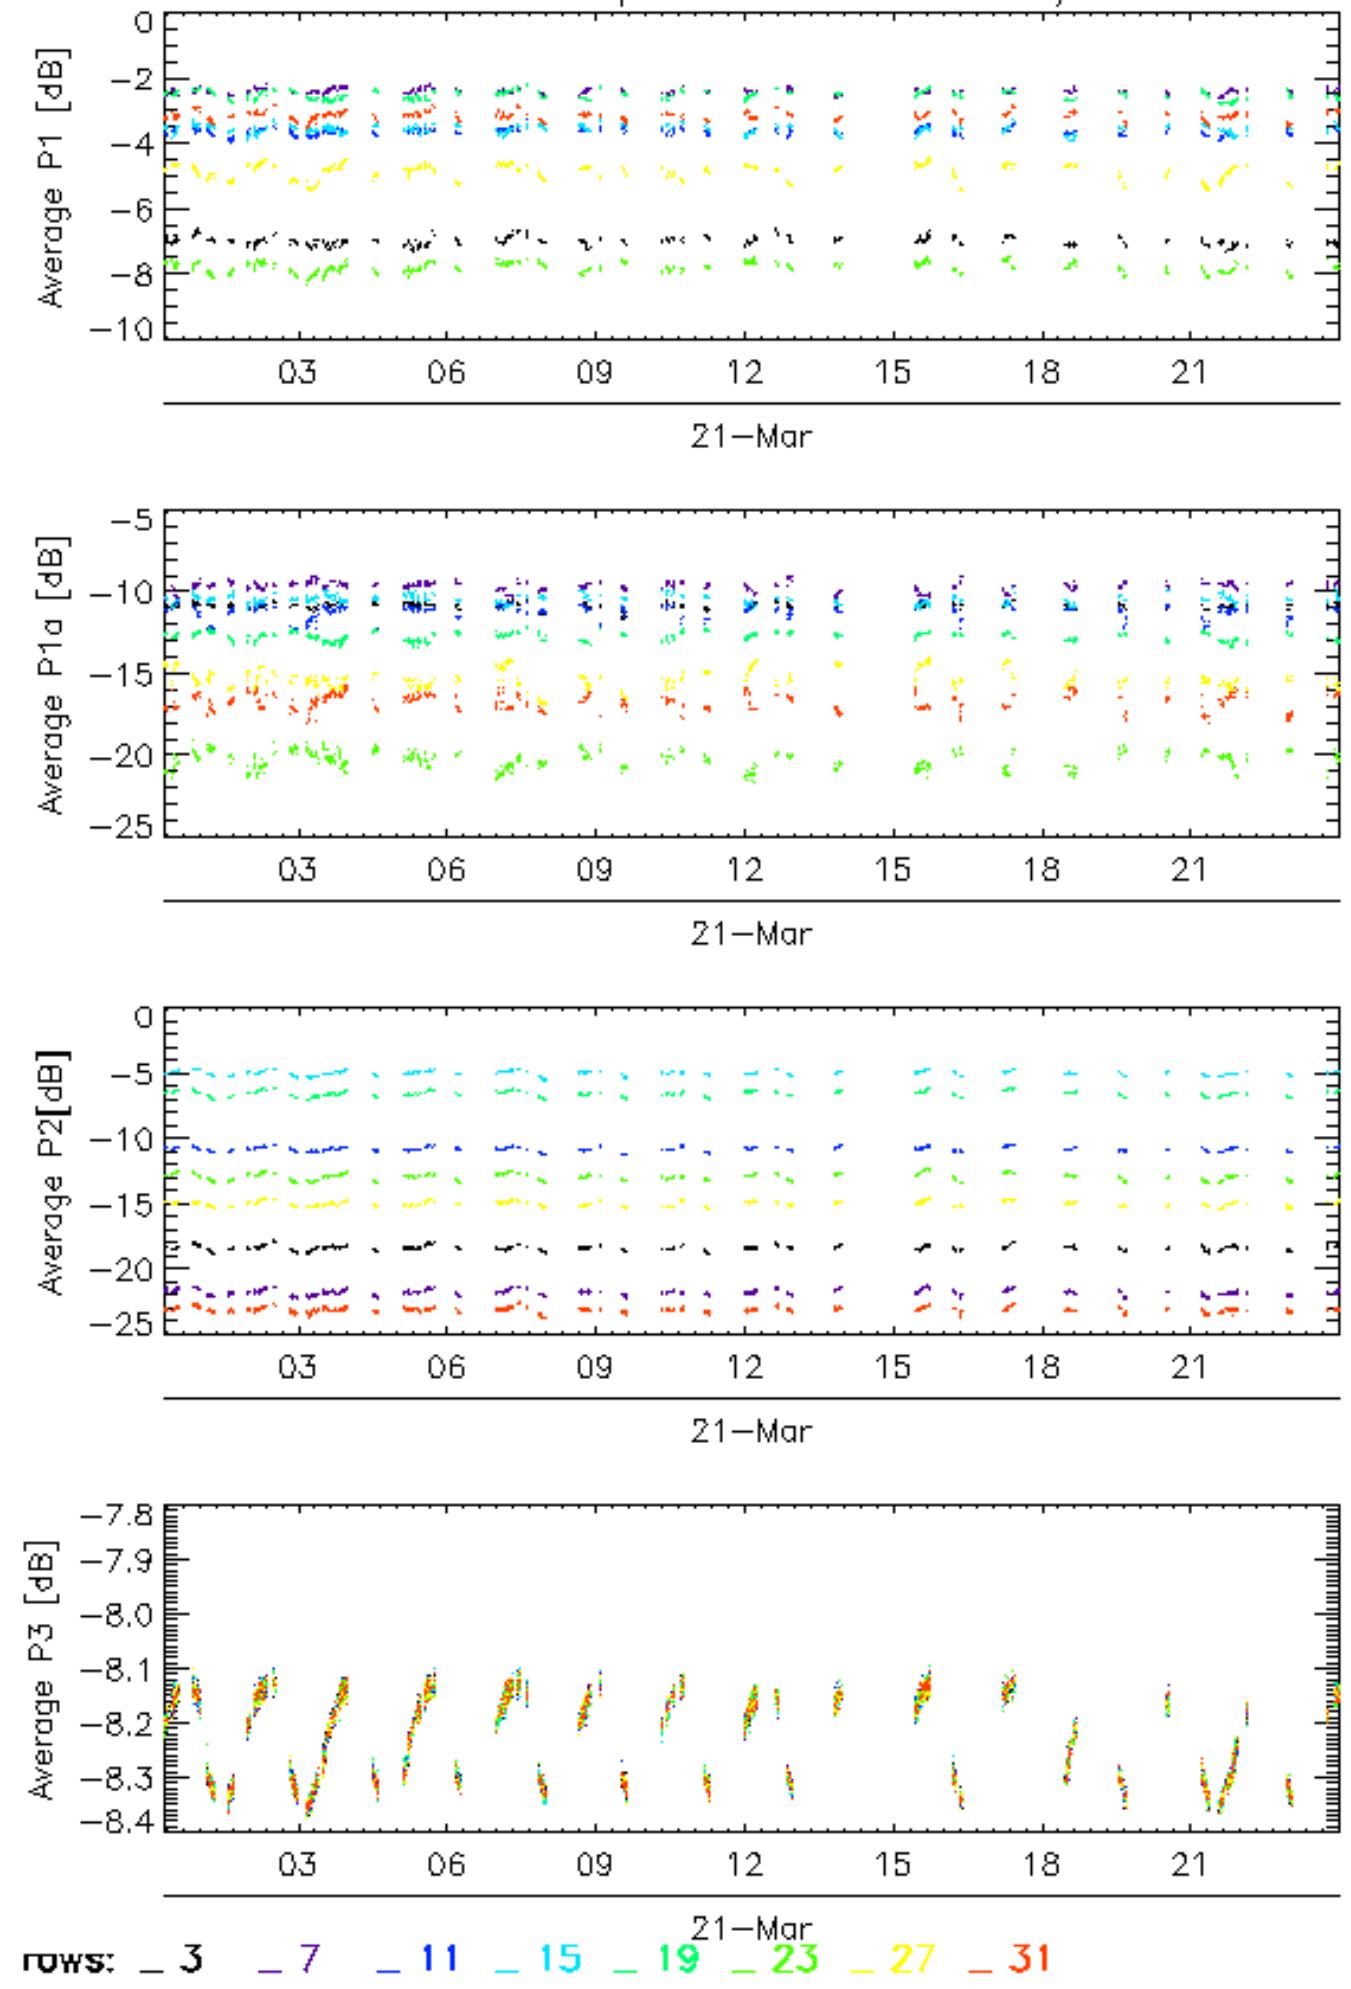 0
−2
−4
−6
−8
−10
Average P1 [dB]
03 06 09 12 15 18 21
21−Mar
−5
−10
−15
−20
−25
Average P1a [dB]
03 06 09 12 15 18 21
21−Mar
0
−5
−10
−15
−20
−25
Average P2[dB]
03 06 09 12 15 18 21
21−Mar
−7.8
−7.9
−8.0
−8.1
−8.2
−8.3
−8.4
Average P3 [dB]
03 06 09 12 15 18 21
21−Mar
rows: _ 3 _ 7 _ 11 _ 15 _ 19 _ 23 _ 27 _ 31